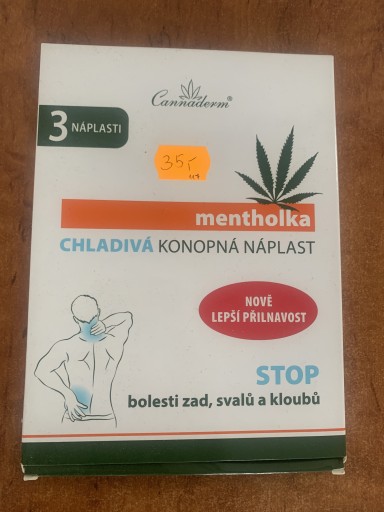 Cannaderm®
3 NÁPLASTI
35,-
mentholka
CHLADIVÁ KONOPNÁ NÁPLAST
NOVĚ
LEPŠÍ PŘILNAVOST
STOP
bolesti zad, svalů a kloubů